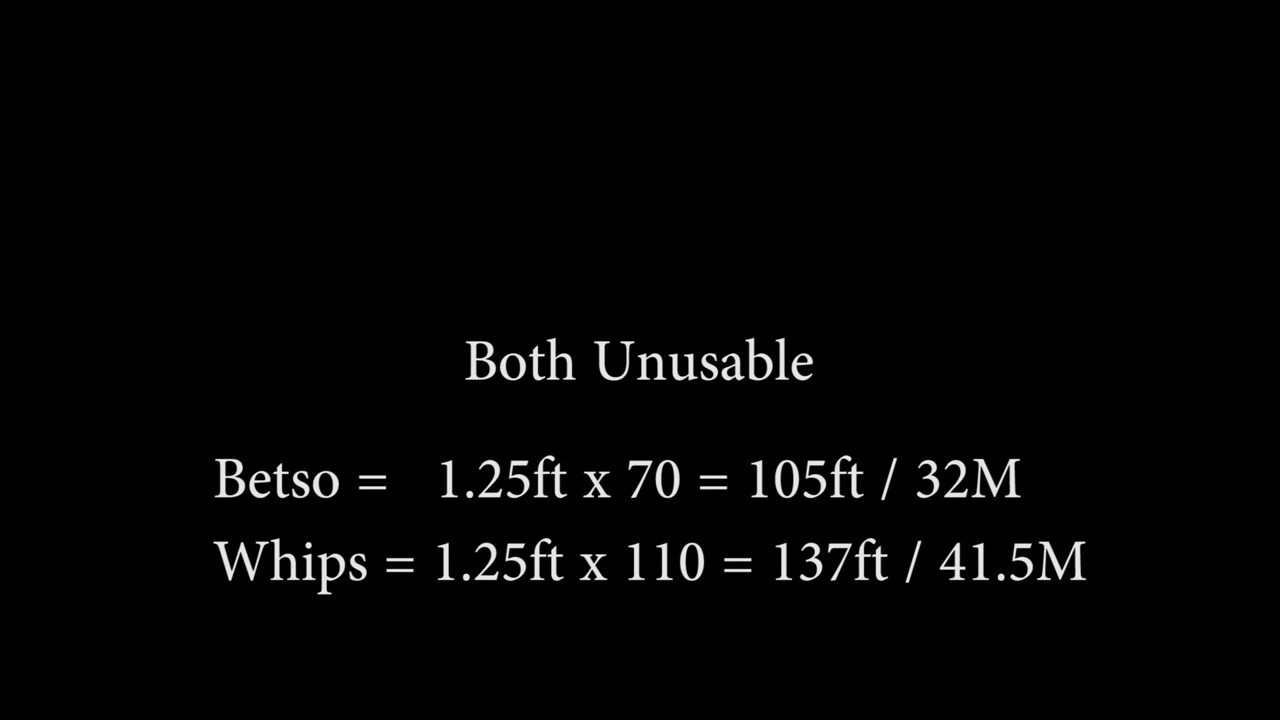 Both Unusable
Betso = 1.25ft x 70 = 105ft / 32M
Whips = 1.25ft x 110 = 137ft / 41.5M